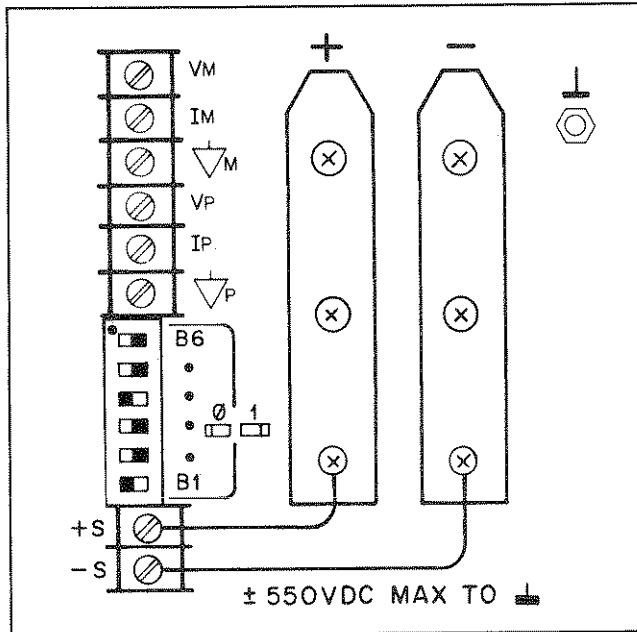 + −
VM
IM
M
VP
IP
P
B6
Ø 1
B1
+S
−S
± 550VDC MAX TO